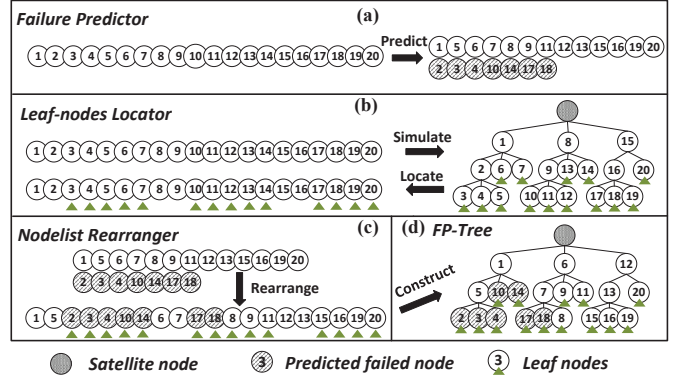 Failure Predictor
(a)
1 2 3 4 5 6 7 8 9 10 11 12 13 14 15 16 17 18 19 20
Predict
1 5 6 7 8 9 11 12 13 15 16 19 20
2 3 4 10 14 17 18
(b)
Leaf-nodes Locator
1 2 3 4 5 6 7 8 9 10 11 12 13 14 15 16 17 18 19 20
Simulate
Locate
1 2 3 4 5 6 7 8 9 10 11 12 13 14 15 16 17 18 19 20
1 8 15
2 6 7 9 13 14 16 20
3 4 5 10 11 12 17 18 19
Nodelist Rearranger
(c)
1 5 6 7 8 9 11 12 13 15 16 19 20
2 3 4 10 14 17 18
Rearrange
1 5 2 3 4 10 14 6 7 17 18 8 9 11 12 13 15 16 19 20
Construct
(d)
FP-Tree
1 6 12
5 10 14 7 9 11 13 20
2 3 4 17 18 8 15 16 19
Satellite node
3 Predicted failed node
3 Leaf nodes